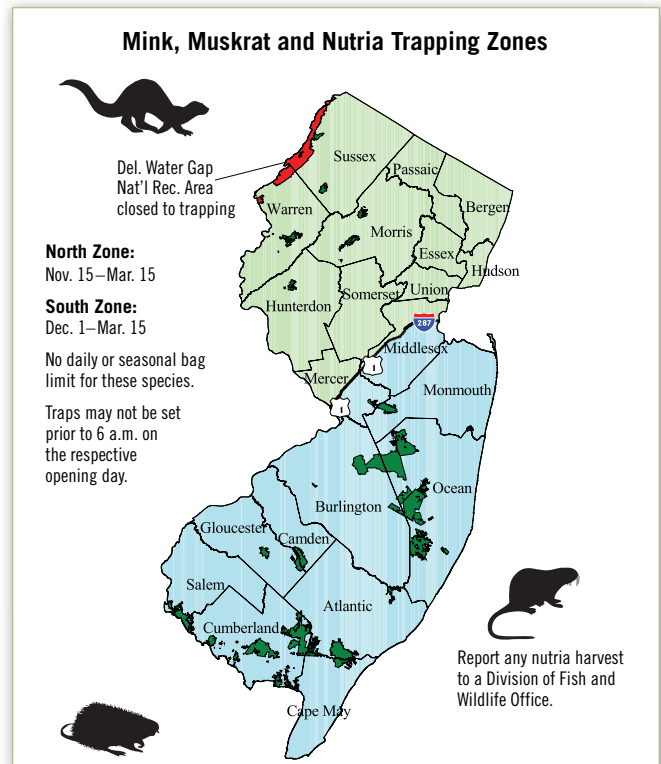 Mink, Muskrat and Nutria Trapping Zones
Del. Water Gap
Nat'l Rec. Area
closed to trapping
North Zone:
Nov. 15–Mar. 15
South Zone:
Dec. 1–Mar. 15
No daily or seasonal bag
limit for these species.
Traps may not be set
prior to 6 a.m. on
the respective
opening day.
Sussex
Passaic
Bergen
Warren
Morris
Essex
Hudson
Union
Somerset
Hunterdon
287
Middlesex
1
Mercer
Monmouth
1
Ocean
Burlington
Gloucester
Camden
Salem
Atlantic
Cumberland
Cape May
Report any nutria harvest
to a Division of Fish and
Wildlife Office.